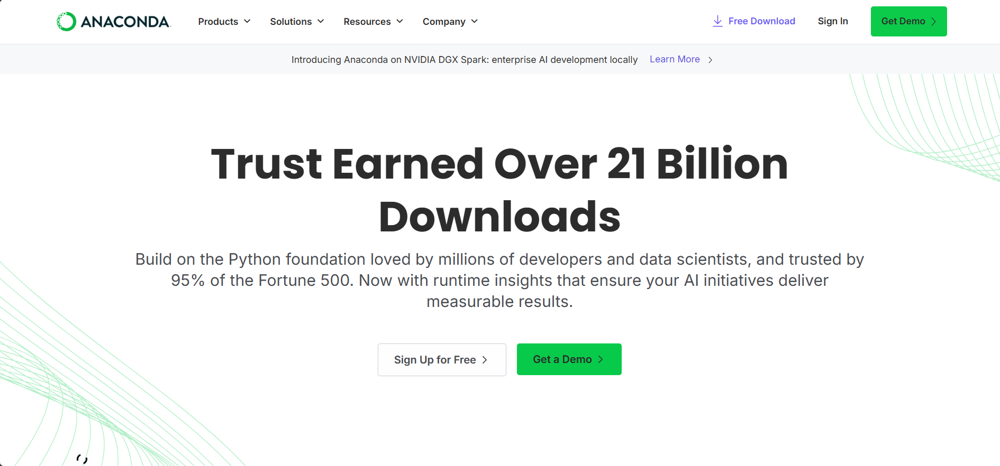 ANACONDA
Products
Solutions
Resources
Company
Free Download
Sign In
Get Demo
Introducing Anaconda on NVIDIA DGX Spark: enterprise AI development locally
Learn More
Trust Earned Over 21 Billion
Downloads
Build on the Python foundation loved by millions of developers and data scientists, and trusted by
95% of the Fortune 500. Now with runtime insights that ensure your AI initiatives deliver
measurable results.
Sign Up for Free
Get a Demo